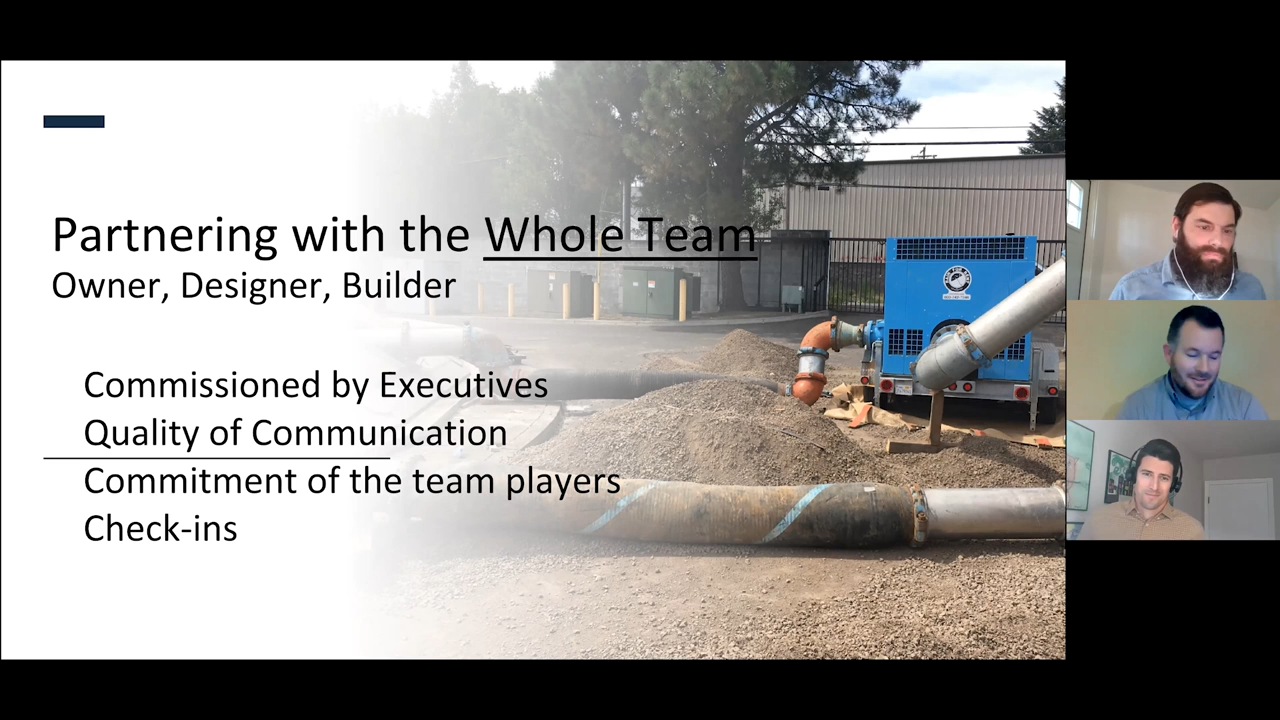 Partnering with the Whole Team
Owner, Designer, Builder
Commissioned by Executives
Quality of Communication
Commitment of the team players
Check-ins